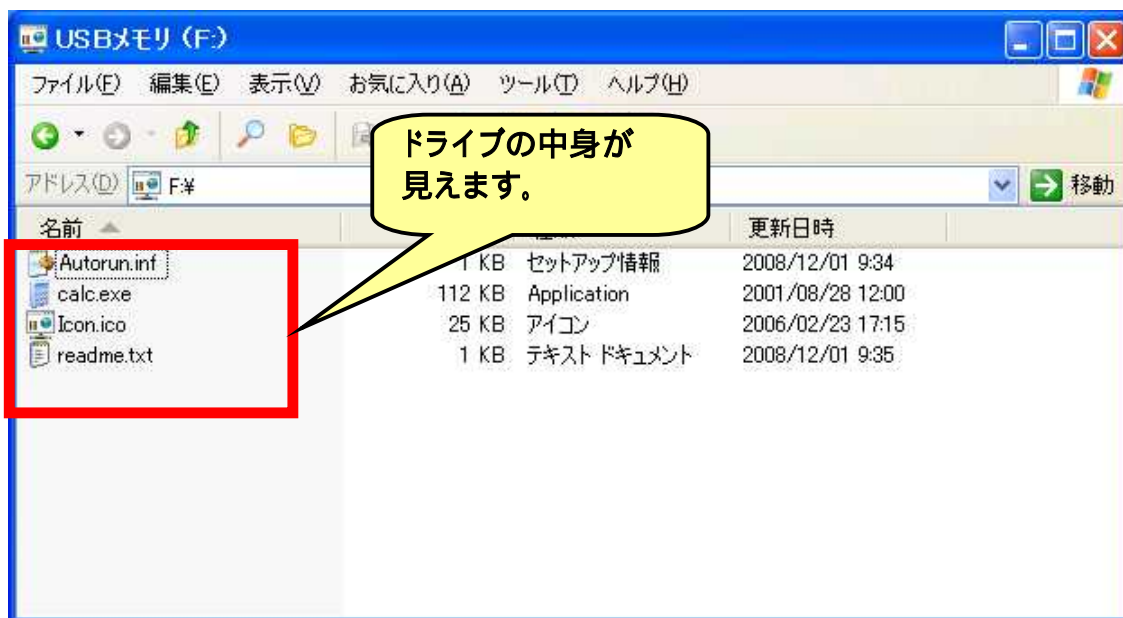 USBメモリ (F:)
ファイル(F) 編集(E) 表示(V) お気に入り(A) ツール(T) ヘルプ(H)
ドライブの中身が
見えます。
アドレス(D) F:¥ 移動
名前 更新日時
Autorun.inf 1 KB セットアップ情報 2008/12/01 9:34
calc.exe 112 KB Application 2001/08/28 12:00
Icon.ico 25 KB アイコン 2006/02/23 17:15
readme.txt 1 KB テキスト ドキュメント 2008/12/01 9:35